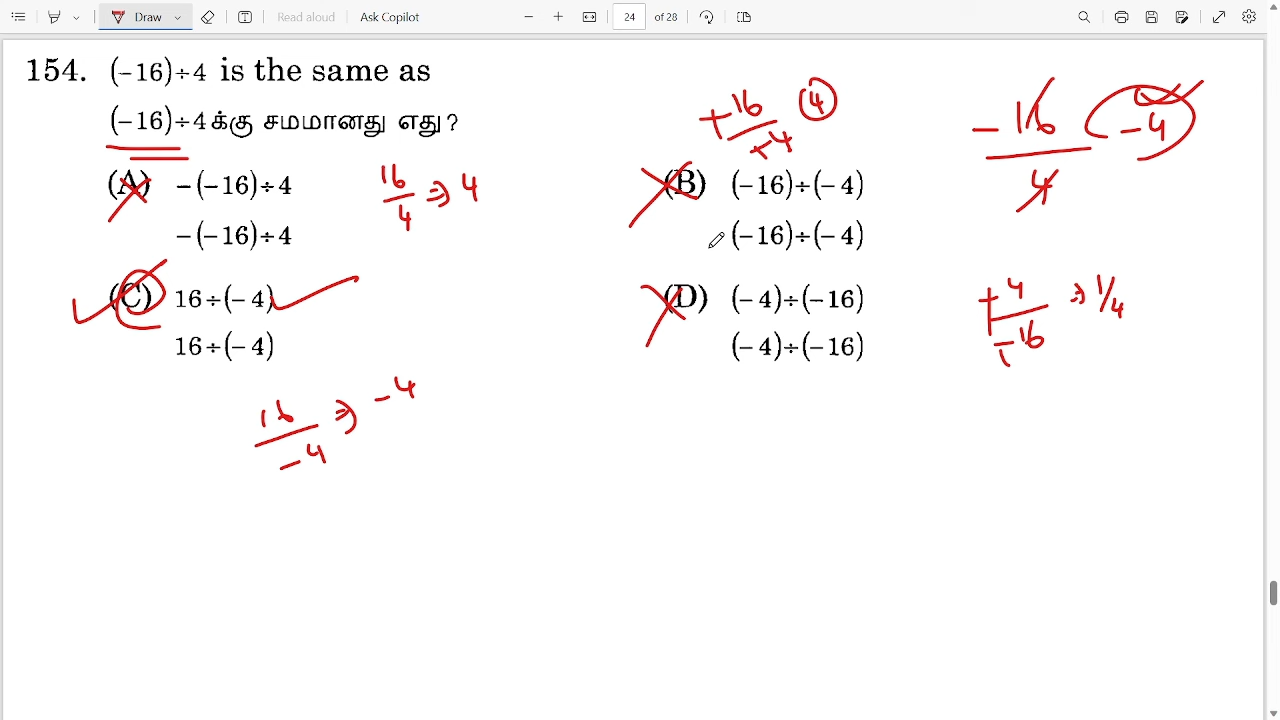 Draw
Read aloud
Ask Copilot
24 of 28
154. (−16)÷4 is the same as
(−16)÷4க்கு சமமானது எது?
(A) −(−16)÷4
−(−16)÷4
16/4 ⇒ 4
(B) (−16)÷(−4)
(−16)÷(−4)
+16/+4 4
−16/4 −4
(C) 16÷(−4)
16÷(−4)
16/−4 ⇒ −4
(D) (−4)÷(−16)
(−4)÷(−16)
+4/+16 ⇒ 1/4